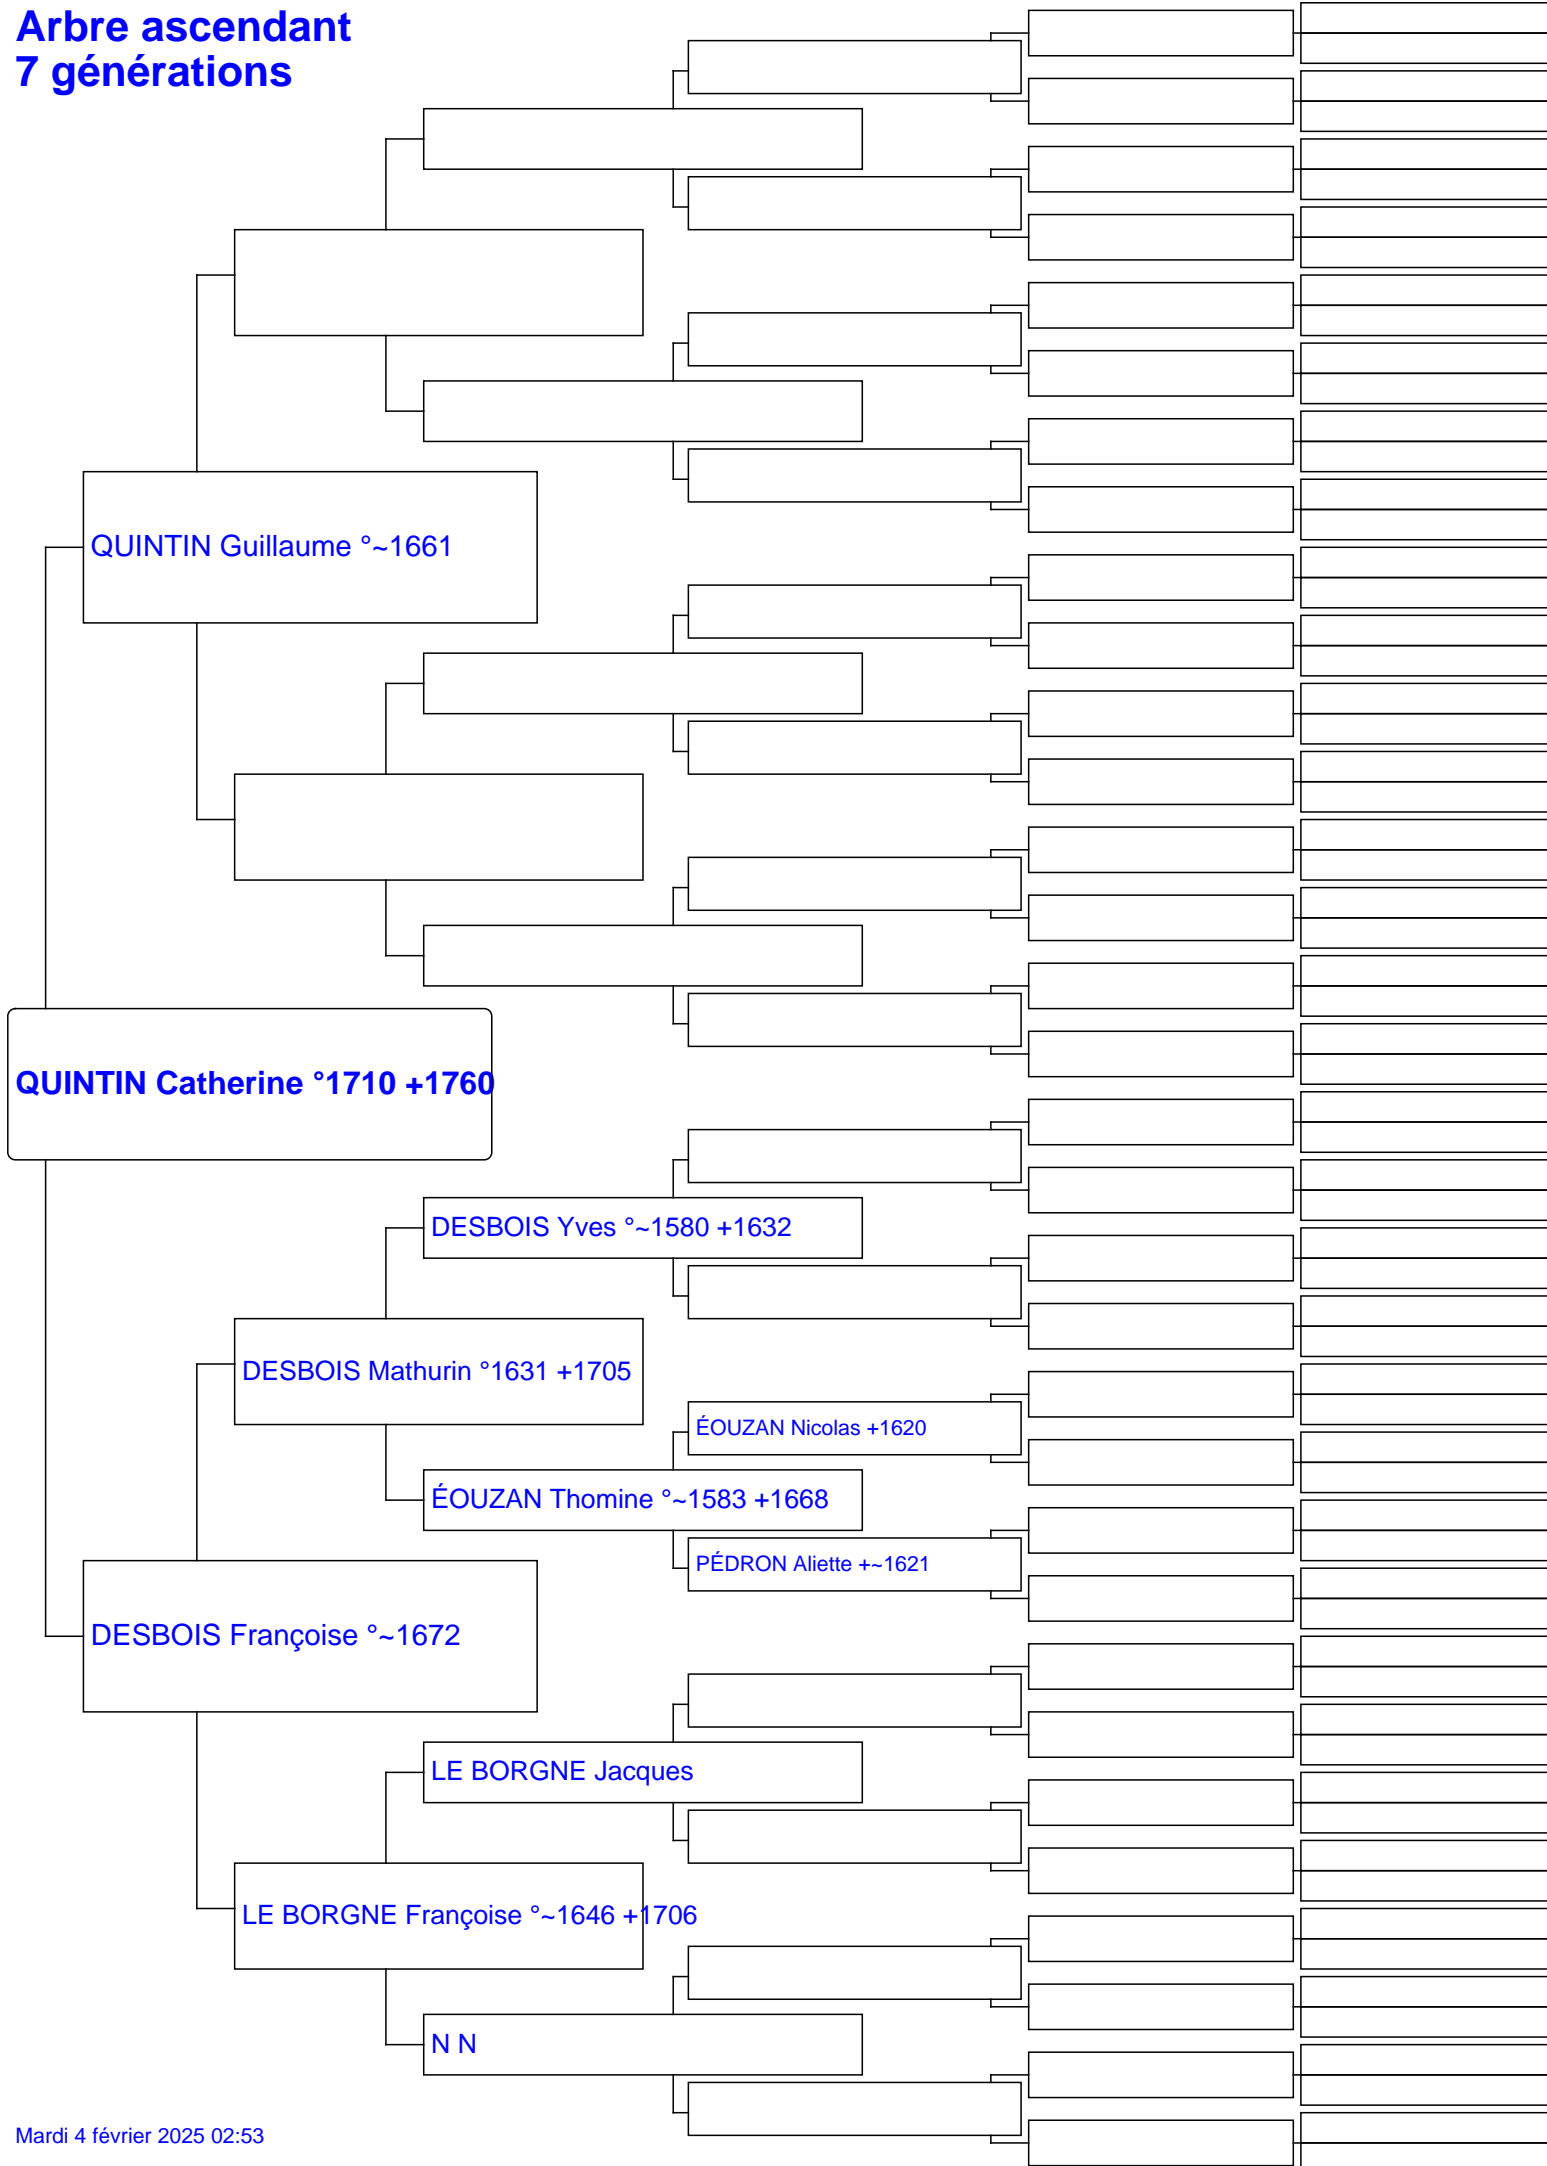 Arbre ascendant
7 générations
QUINTIN Guillaume °~1661
QUINTIN Catherine °1710 +1760
DESBOIS Yves °~1580 +1632
DESBOIS Mathurin °1631 +1705
ÉOUZAN Nicolas +1620
ÉOUZAN Thomine °~1583 +1668
PÉDRON Aliette +~1621
DESBOIS Françoise °~1672
LE BORGNE Jacques
LE BORGNE Françoise °~1646 +1706
N N
Mardi 4 février 2025 02:53